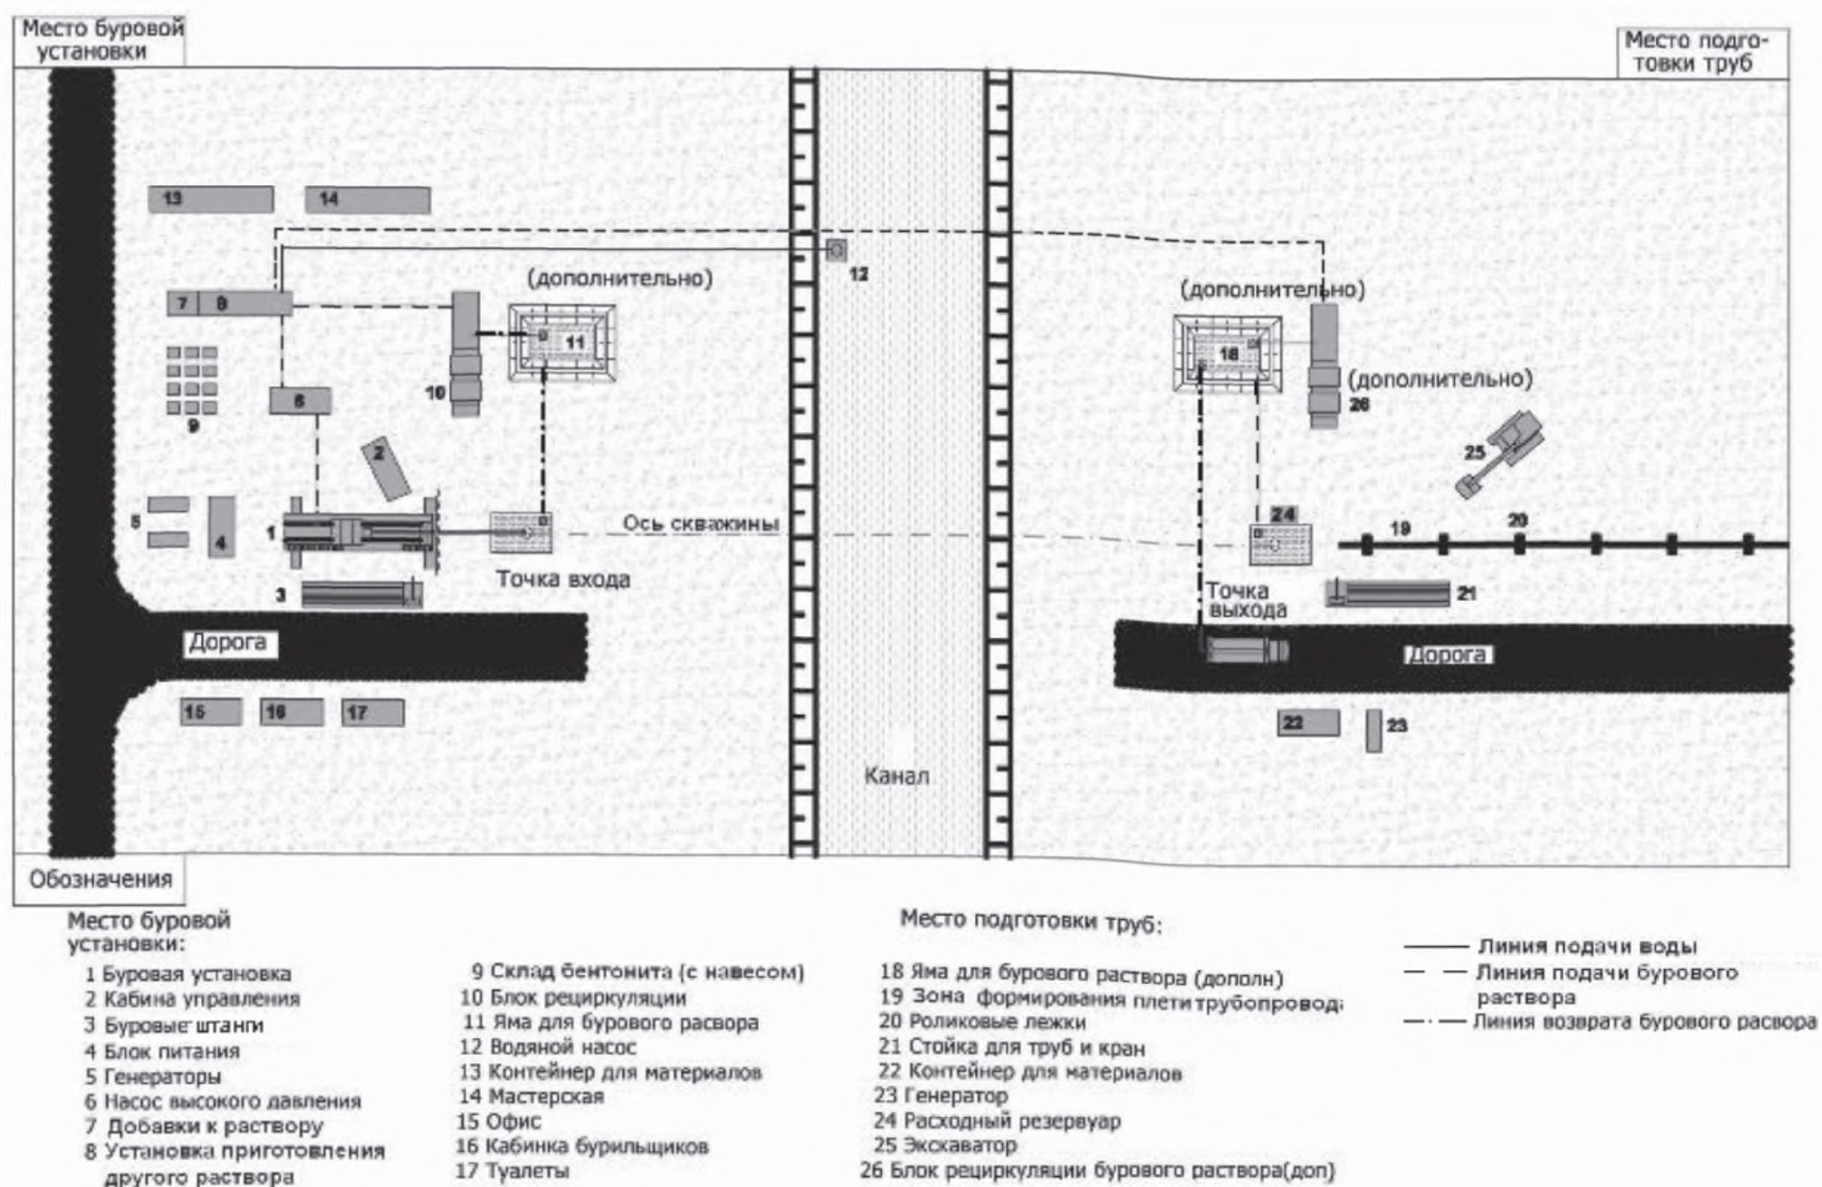 Место буровой
установки
Место подго-
товки труб
13
14
12
(дополнительно)
(дополнительно)
7
8
11
18
10
(дополнительно)
26
9
6
2
25
5
4
1
Ось скважины
24
19
20
Точка входа
3
Точка
выхода
21
Дорога
Дорога
15
16
17
22
23
Канал
Обозначения
Место буровой
установки:
1 Буровая установка
2 Кабина управления
3 Буровые штанги
4 Блок питания
5 Генераторы
6 Насос высокого давления
7 Добавки к раствору
8 Установка приготовления
другого раствора
9 Склад бентонита (с навесом)
10 Блок рециркуляции
11 Яма для бурового расвора
12 Водяной насос
13 Контейнер для материалов
14 Мастерская
15 Офис
16 Кабинка бурильщиков
17 Туалеты
Место подготовки труб:
18 Яма для бурового раствора (дополн)
19 Зона формирования плети трубопровод
20 Роликовые лежки
21 Стойка для труб и кран
22 Контейнер для материалов
23 Генератор
24 Расходный резервуар
25 Экскаватор
26 Блок рециркуляции бурового раствора(доп)
Линия подачи воды
Линия подачи бурового
раствора
Линия возврата бурового расвора